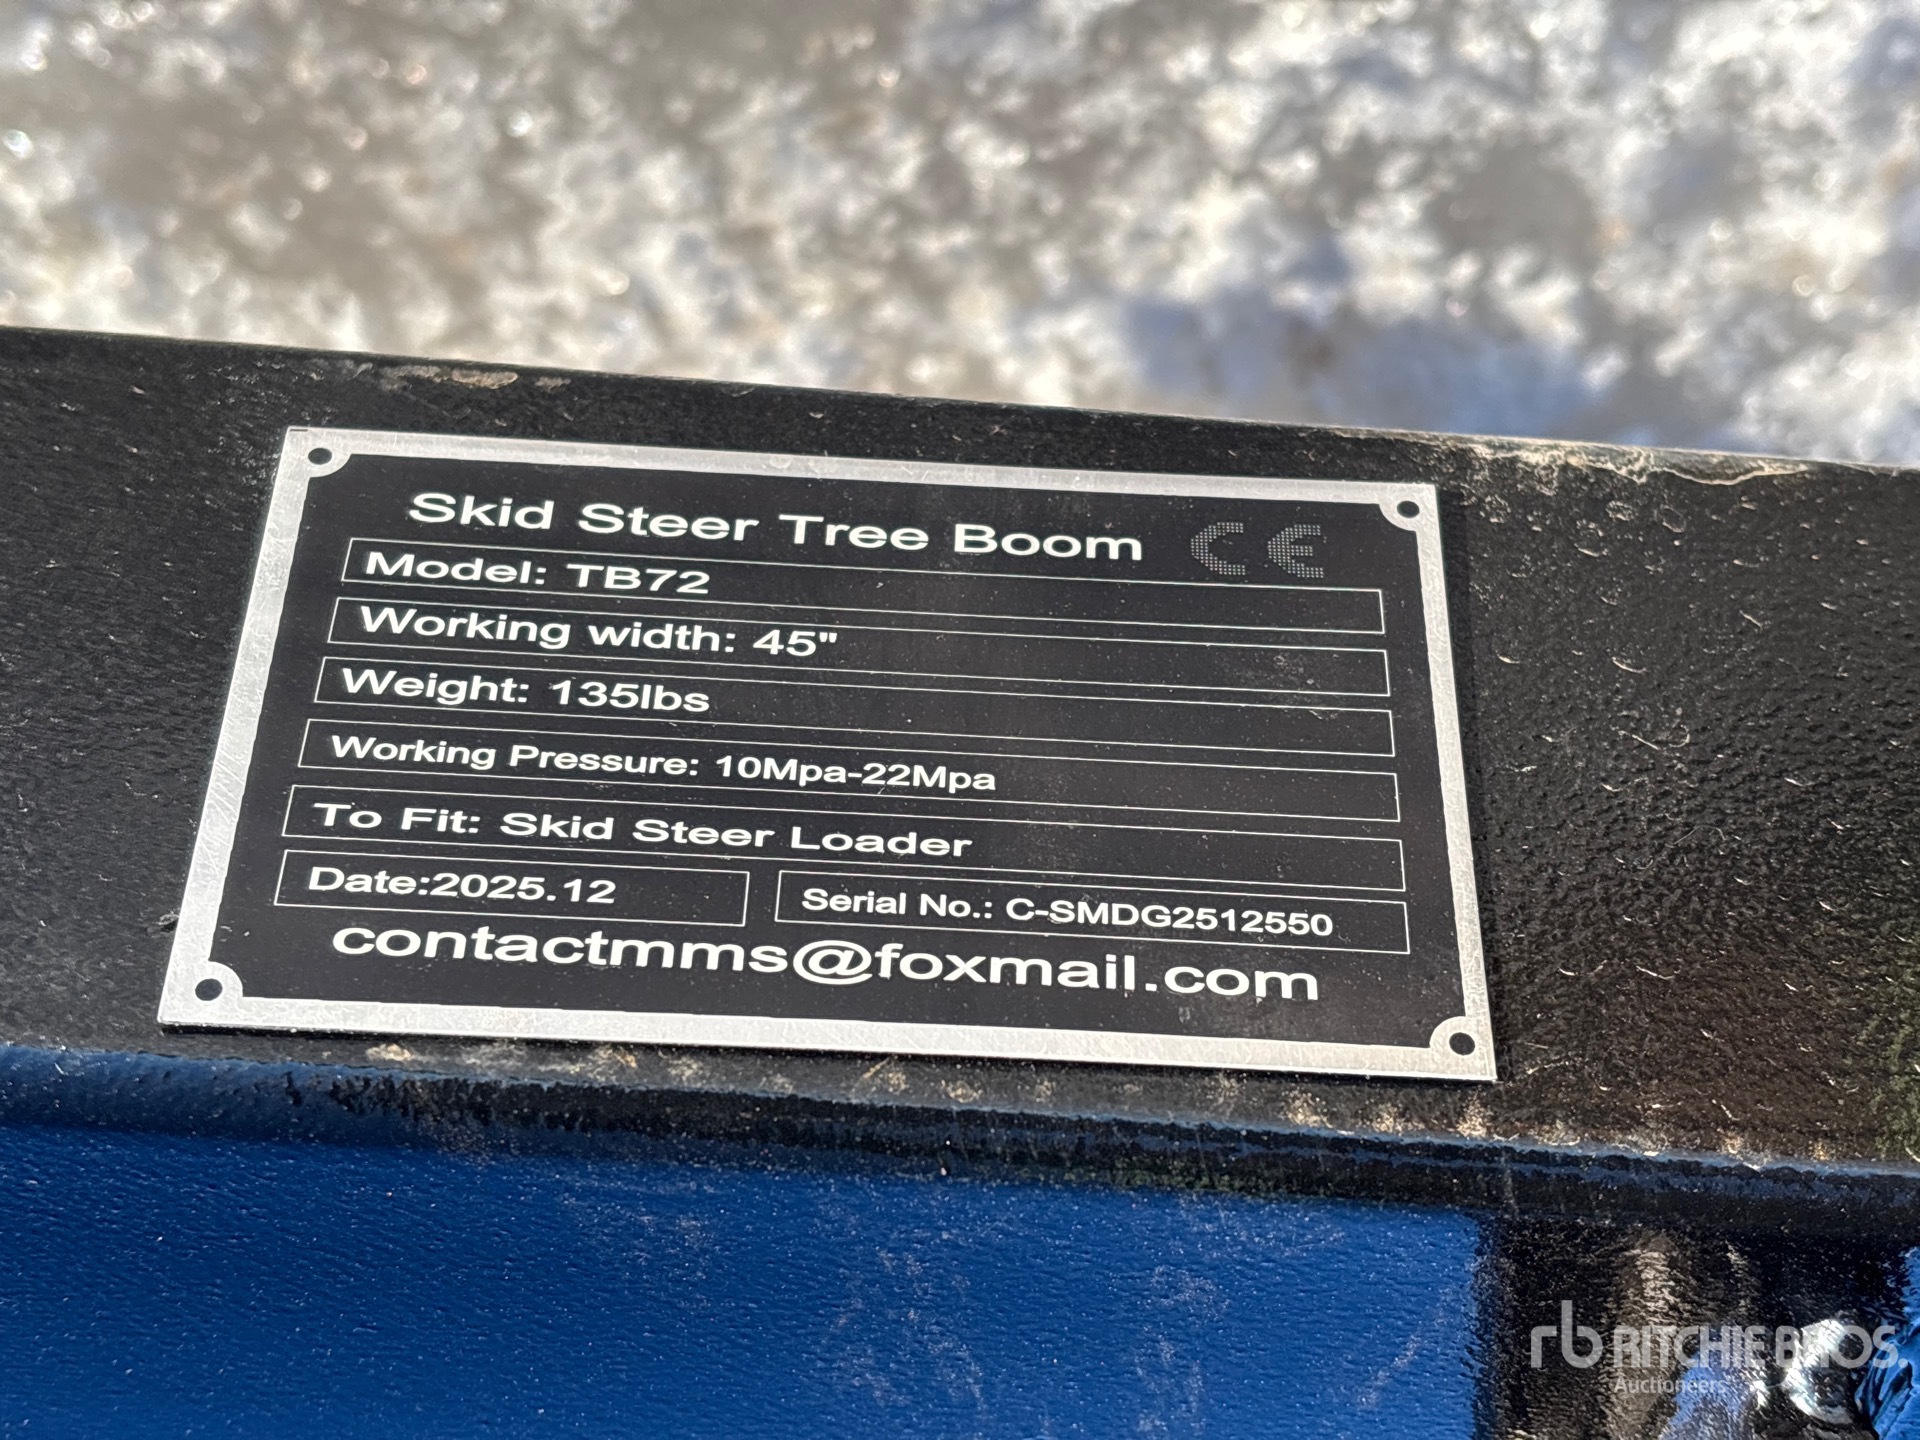 Skid Steer Tree Boom CE
Model: TB72
Working width: 45"
Weight: 135lbs
Working Pressure: 10Mpa-22Mpa
To Fit: Skid Steer Loader
Date:2025.12
Serial No.: C-SMDG2512550
contactmms@foxmail.com
rb RITCHIE BROS.
Auctioneers